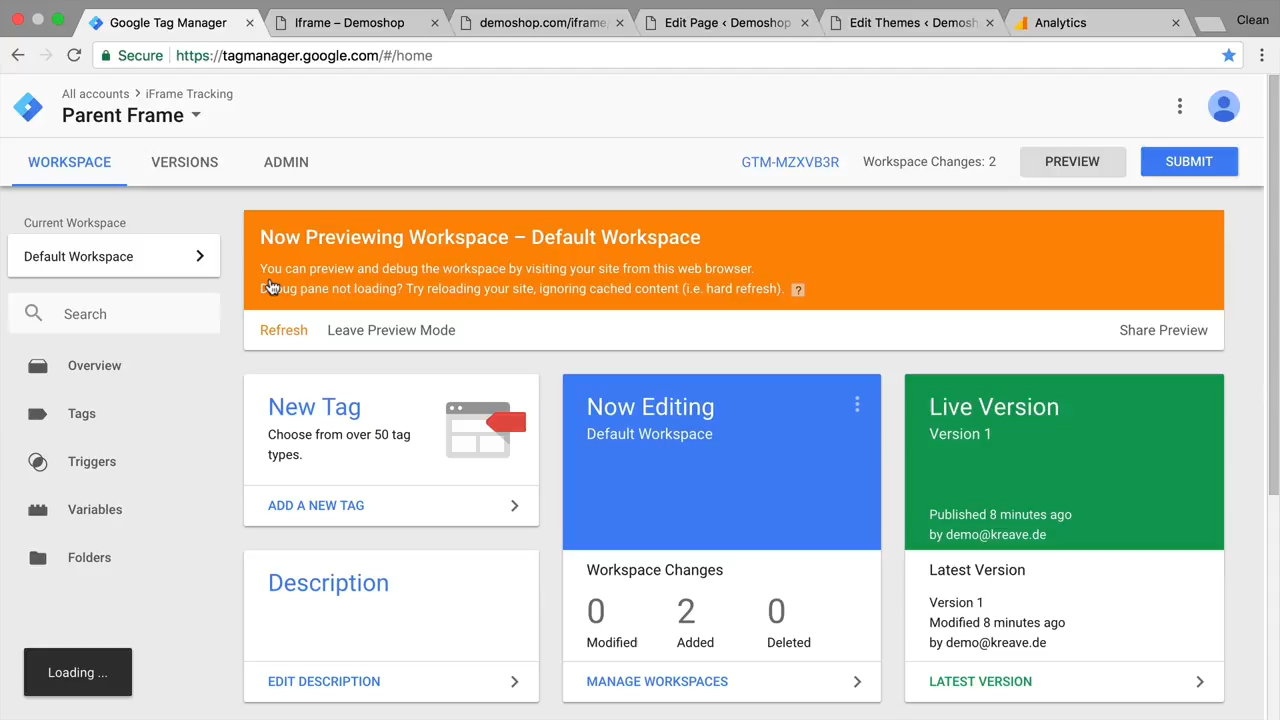 Google Tag Manager
Iframe – Demoshop
demoshop.com/iframe
Edit Page ‹ Demoshop
Edit Themes ‹ Demosh
Analytics
Clean
Secure https://tagmanager.google.com/#/home
All accounts > iFrame Tracking
Parent Frame
WORKSPACE VERSIONS ADMIN GTM-MZXVB3R Workspace Changes: 2 PREVIEW SUBMIT
Current Workspace
Default Workspace
Search
Overview
Tags
Triggers
Variables
Folders
Loading ...
Now Previewing Workspace – Default Workspace
You can preview and debug the workspace by visiting your site from this web browser.
Debug pane not loading? Try reloading your site, ignoring cached content (i.e. hard refresh). ?
Refresh Leave Preview Mode Share Preview
New Tag
Choose from over 50 tag
types.
ADD A NEW TAG
Description
EDIT DESCRIPTION
Now Editing
Default Workspace
Workspace Changes
0 2 0
Modified Added Deleted
MANAGE WORKSPACES
Live Version
Version 1
Published 8 minutes ago
by demo@kreave.de
Latest Version
Version 1
Modified 8 minutes ago
by demo@kreave.de
LATEST VERSION